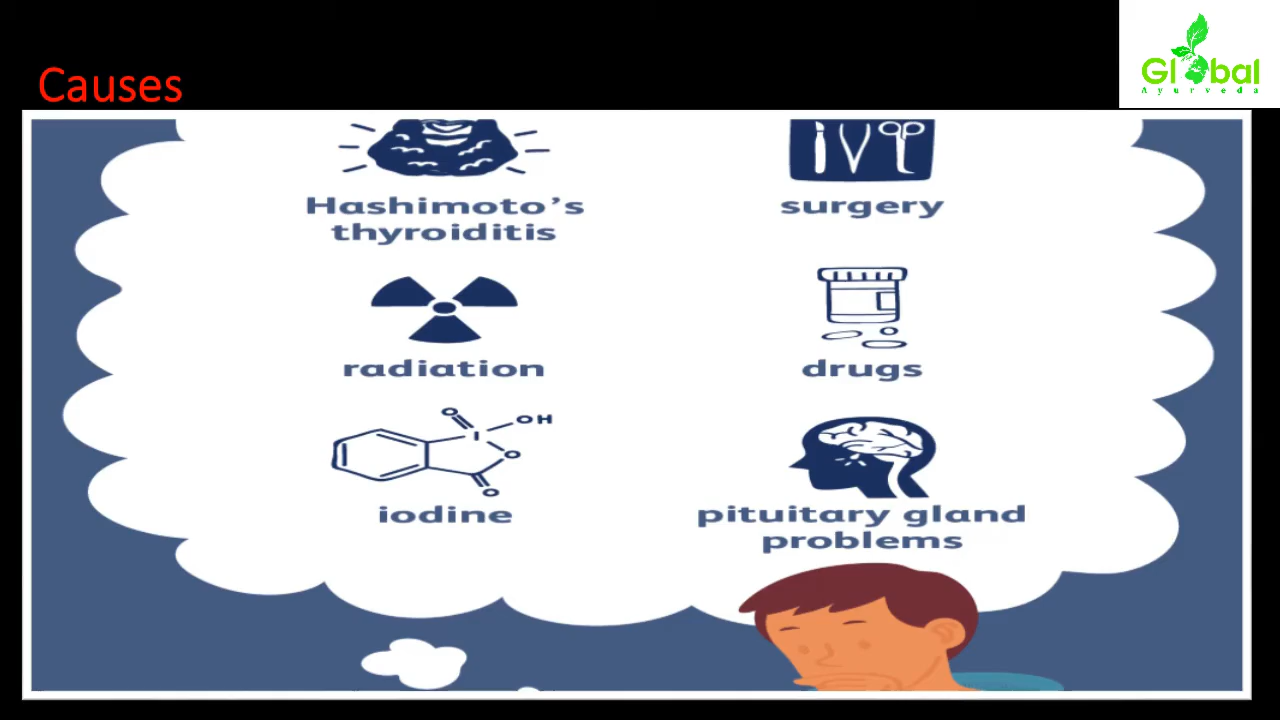 Causes
Global
Ayurveda
Hashimoto's
thyroiditis
surgery
radiation
drugs
O
OH
I
O
O
iodine
pituitary gland
problems